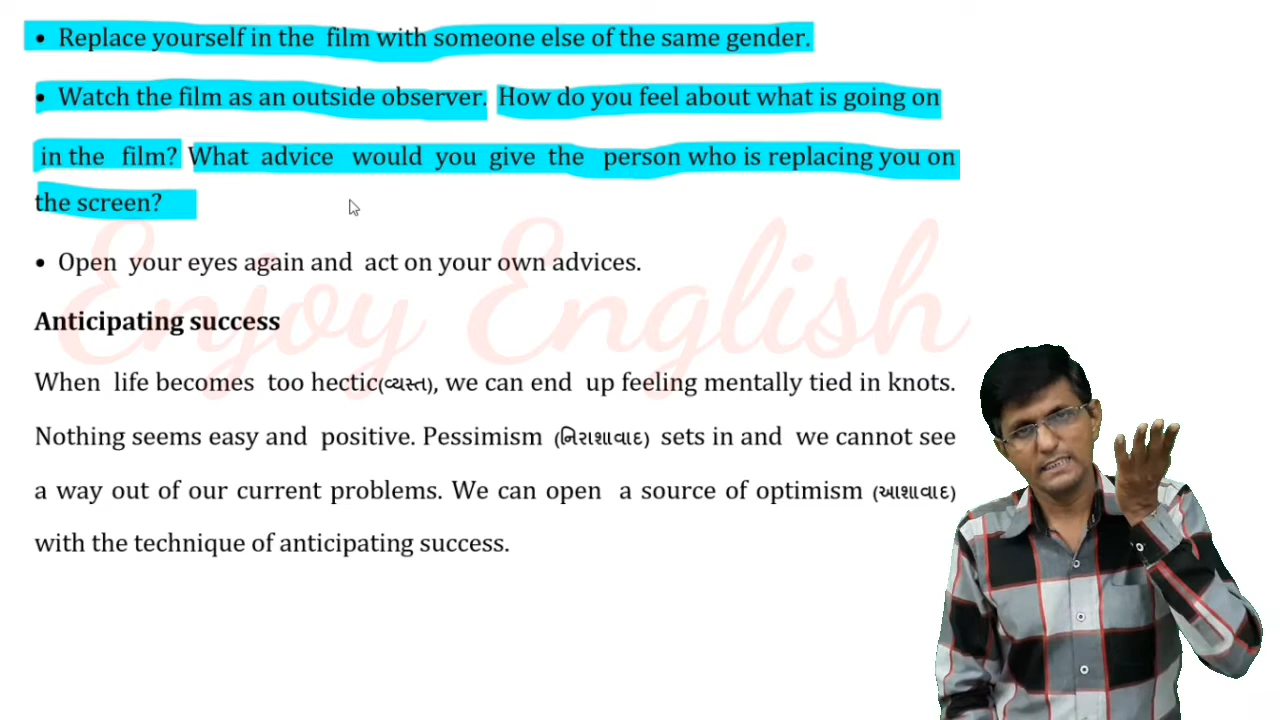 • Replace yourself in the film with someone else of the same gender.
• Watch the film as an outside observer. How do you feel about what is going on
in the film? What advice would you give the person who is replacing you on
the screen?
• Open your eyes again and act on your own advices.
Anticipating success
When life becomes too hectic(વ્યસ્ત), we can end up feeling mentally tied in knots.
Nothing seems easy and positive. Pessimism (નિરાશાવાદ) sets in and we cannot see
a way out of our current problems. We can open a source of optimism (આશાવાદ)
with the technique of anticipating success.
Enjoy English